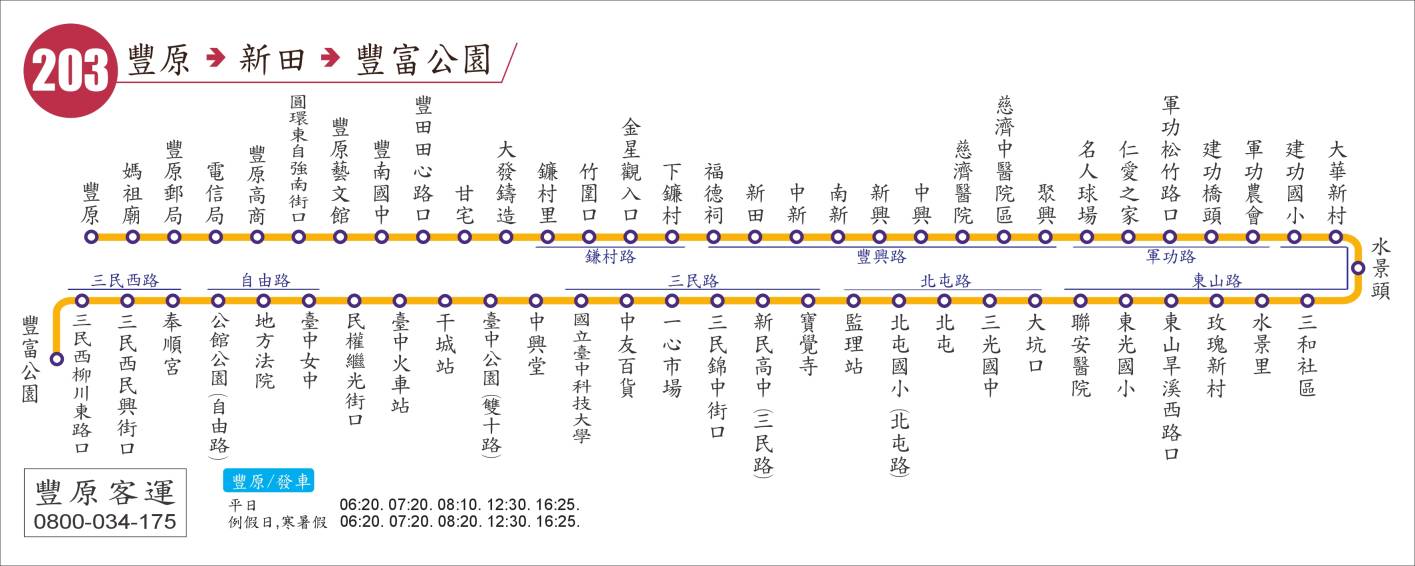 203
豐原➔新田➔豐富公園
豐原
媽祖廟
豐原郵局
電信局
豐原高商
圓環東自強南街口
豐原藝文館
豐南國中
豐田田心路口
甘宅
大發鑄造
鐮村里
竹圍口
金星觀入口
下鐮村
福德祠
新田
中新
南新
新興
中興
慈濟醫院
慈濟中醫院區
聚興
名人球場
仁愛之家
軍功松竹路口
建功橋頭
軍功農會
建功國小
大華新村
水景頭
鐮村路
豐興路
軍功路
三民西路
自由路
三民路
北屯路
東山路
豐富公園
三民西柳川東路口
三民西民興街口
奉順宮
公館公園(自由路)
地方法院
臺中女中
民權繼光街口
臺中火車站
干城站
臺中公園(雙十路)
中興堂
國立臺中科技大學
中友百貨
一心市場
三民錦中街口
新民高中(三民路)
寶覺寺
監理站
北屯國小(北屯路)
北屯
三光國中
大坑口
聯安醫院
東光國小
東山旱溪西路口
玫瑰新村
水景里
三和社區
豐原客運
0800-034-175
豐原/發車
平日 06:20. 07:20. 08:10. 12:30. 16:25.
例假日,寒暑假 06:20. 07:20. 08:20. 12:30. 16:25.